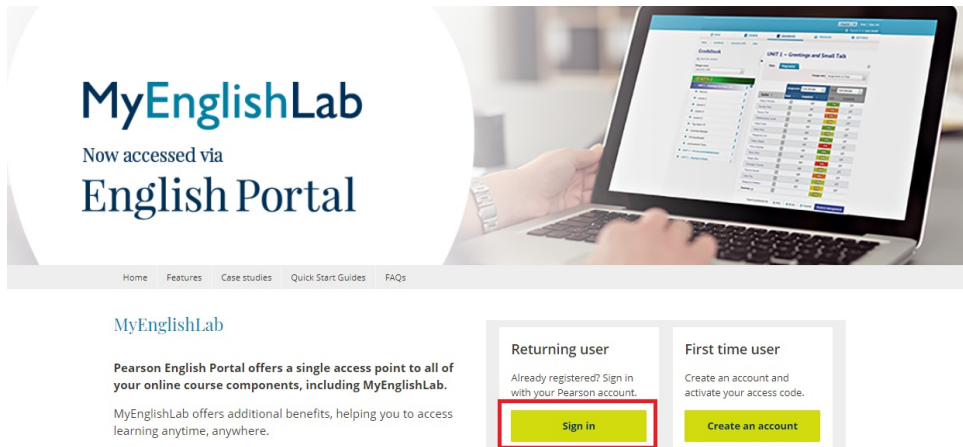 MyEnglishLab
Now accessed via
English Portal
Gradebook
UNIT 1 – Greetings and Small Talk
Home
Features
Case studies
Quick Start Guides
FAQs
MyEnglishLab
Pearson English Portal offers a single access point to all of
your online course components, including MyEnglishLab.
MyEnglishLab offers additional benefits, helping you to access
learning anytime, anywhere.
Returning user
Already registered? Sign in
with your Pearson account.
Sign in
First time user
Create an account and
activate your access code.
Create an account